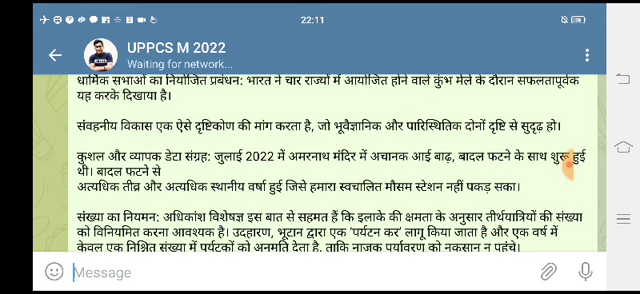 22:11
UPPCS M 2022
Waiting for network...
धार्मिक सभाओं का नियोजित प्रबंधन: भारत ने चार राज्यों में आयोजित होने वाले कुंभ मेले के दौरान सफलतापूर्वक
यह करके दिखाया है।
संवहनीय विकास एक ऐसे दृष्टिकोण की मांग करता है, जो भूवैज्ञानिक और पारिस्थितिक दोनों दृष्टि से सुदृढ़ हो।
कुशल और व्यापक डेटा संग्रह: जुलाई 2022 में अमरनाथ मंदिर में अचानक आई बाढ़, बादल फटने के साथ शुरू हुई
थी। बादल फटने से
अत्यधिक तीव्र और अत्यधिक स्थानीय वर्षा हुई जिसे हमारा स्वचालित मौसम स्टेशन नहीं पकड़ सका।
संख्या का नियमन: अधिकांश विशेषज्ञ इस बात से सहमत हैं कि इलाके की क्षमता के अनुसार तीर्थयात्रियों की संख्या
को विनियमित करना आवश्यक है। उदहारण, भूटान द्वारा एक 'पर्यटन कर' लागू किया जाता है और एक वर्ष में
केवल एक निश्चित संख्या में पर्यटकों को अनुमति देता है, ताकि नाजुक पर्यावरण को नुकसान न पहुंचे।
Message